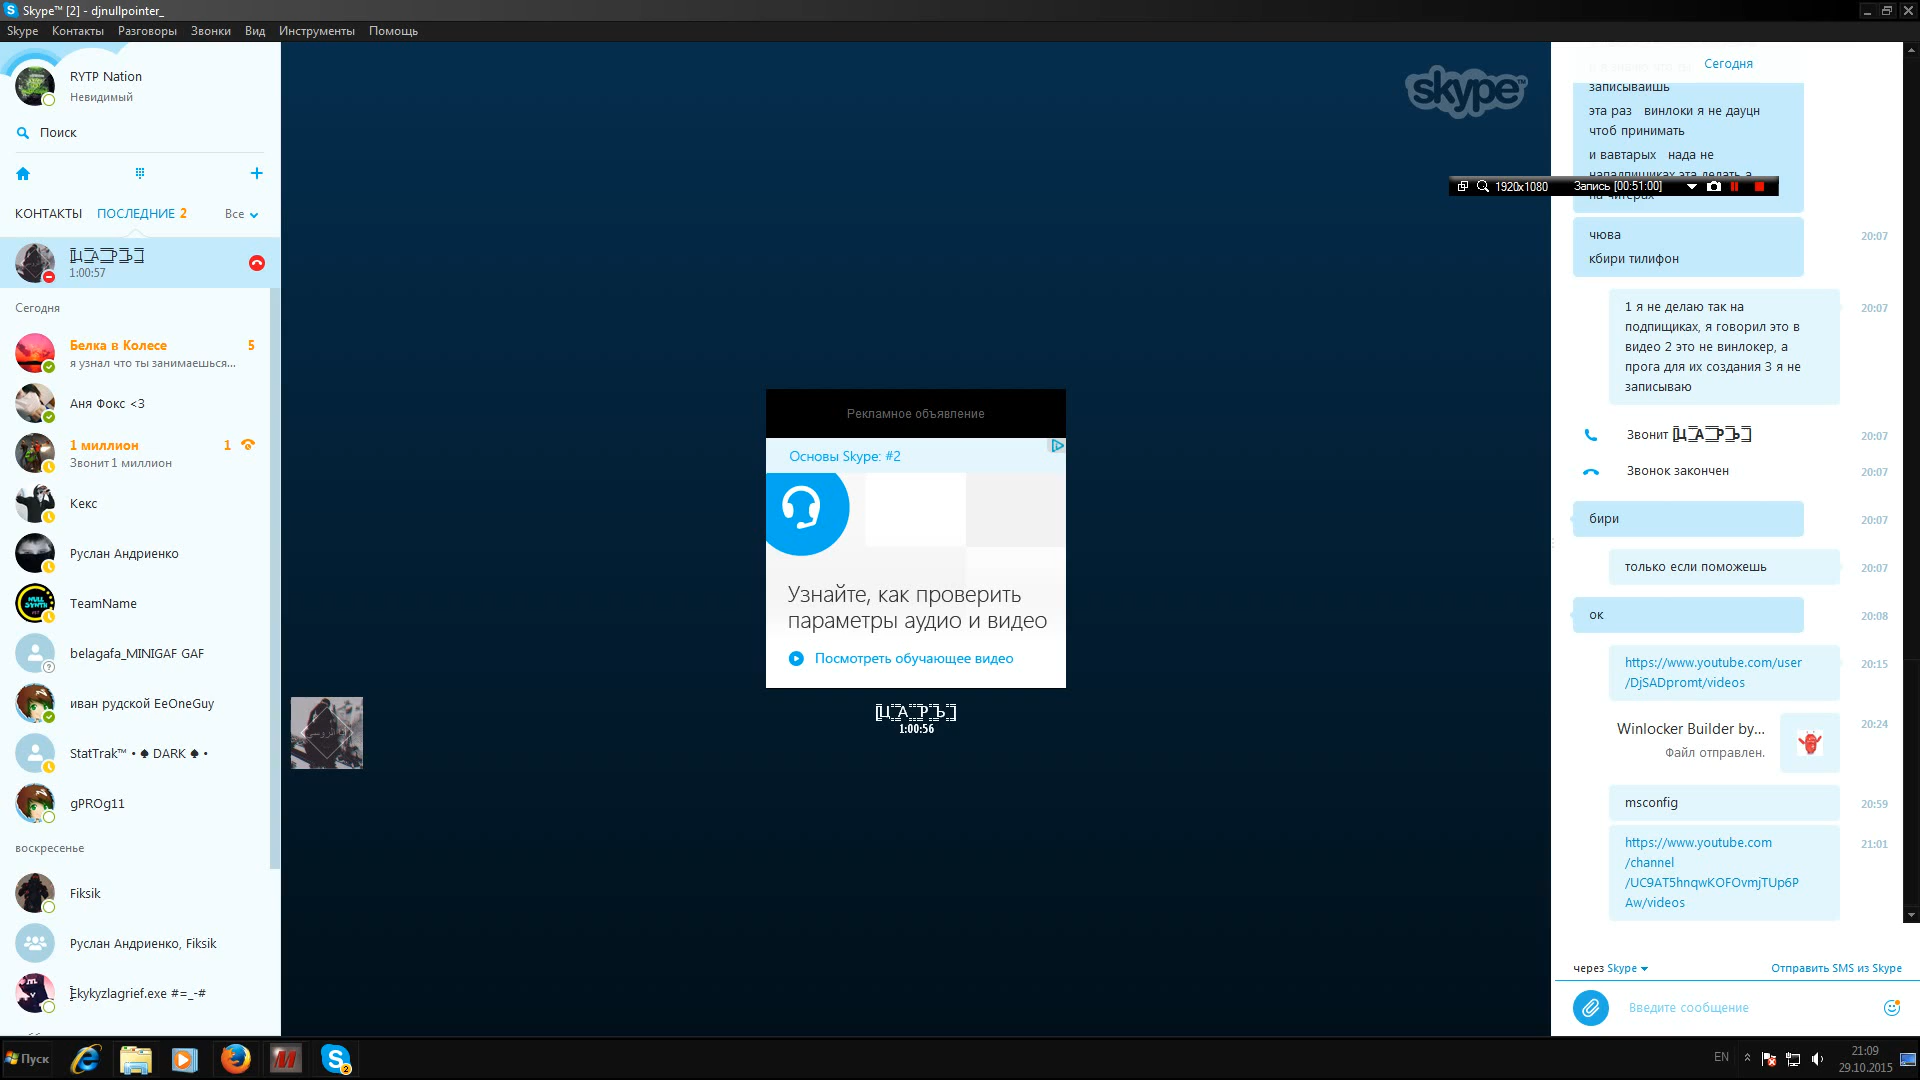 Skype™ [2] - djnullpointer_
Skype Контакты Разговоры Звонки Вид Инструменты Помощь
RYTP Nation
Невидимый
Поиск
КОНТАКТЫ ПОСЛЕДНИЕ 2 Все
[Ц А Р Ъ]
1:00:57
Сегодня
Белка в Колесе 5
я узнал что ты занимаешься...
Аня Фокс <3
1 миллион 1
Звонит 1 миллион
Кекс
Руслан Андриенко
TeamName
belagafa_MINIGAF GAF
иван рудской EeOneGuy
StatTrak™ • ♠ DARK ♠ •
gPROg11
воскресенье
Fiksik
Руслан Андриенко, Fiksik
Ekykyzlagrief.exe #=_-#
skype
Рекламное объявление
Основы Skype: #2
Узнайте, как проверить
параметры аудио и видео
Посмотреть обучающее видео
[Ц А Р Ъ]
1:00:56
Сегодня
записываишь
эта раз винлоки я не дауцн
чтоб принимать
и вавтарых нада не
напалпишиках эта делать а
на читерах
1920x1080 Запись [00:51:00]
чюва 20:07
кбири тилифон
1 я не делаю так на 20:07
подпищиках, я говорил это в
видео 2 это не винлокер, а
прога для их создания 3 я не
записываю
Звонит [Ц А Р Ъ] 20:07
Звонок закончен 20:07
бири 20:07
только если поможешь 20:07
ок 20:08
https://www.youtube.com/user 20:15
/DjSADpromt/videos
Winlocker Builder by... 20:24
Файл отправлен.
msconfig 20:59
https://www.youtube.com 21:01
/channel
/UC9AT5hnqwKOFOvmjTUp6P
Aw/videos
через Skype Отправить SMS из Skype
Введите сообщение
Пуск
2
EN
21:09
29.10.2015